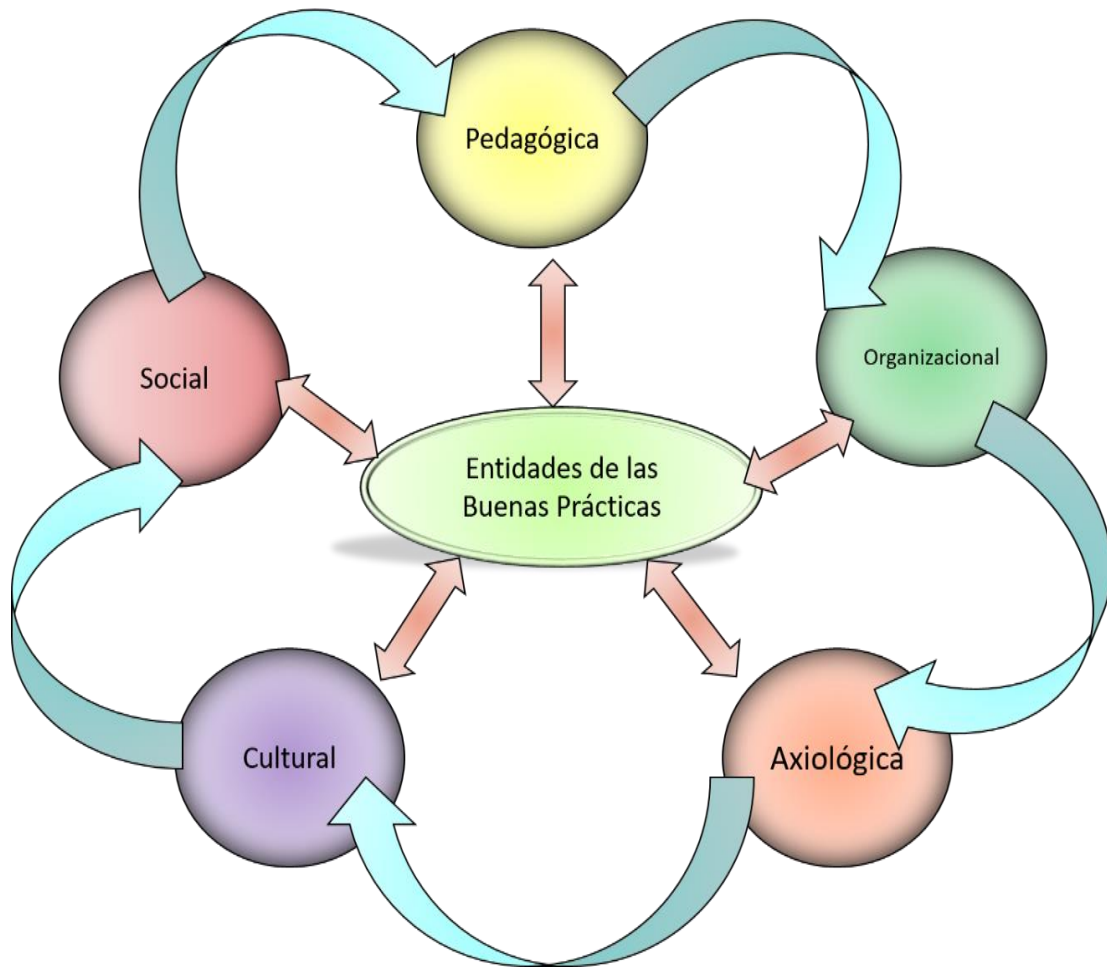 Pedagógica
Organizacional
Social
Entidades de las
Buenas Prácticas
Cultural
Axiológica